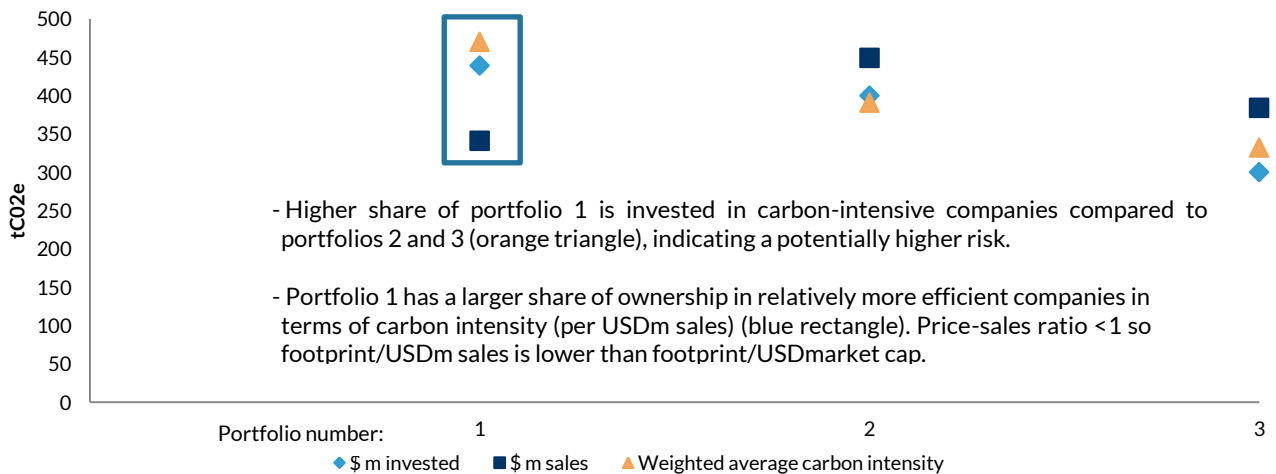 500
450
400
350
300
250
200
150
100
50
0
tC02e
- Higher share of portfolio 1 is invested in carbon-intensive companies compared to
portfolios 2 and 3 (orange triangle), indicating a potentially higher risk.
- Portfolio 1 has a larger share of ownership in relatively more efficient companies in
terms of carbon intensity (per USDm sales) (blue rectangle). Price-sales ratio <1 so
footprint/USDm sales is lower than footprint/USDmarket cap.
Portfolio number: 1 2 3
$ m invested $ m sales Weighted average carbon intensity